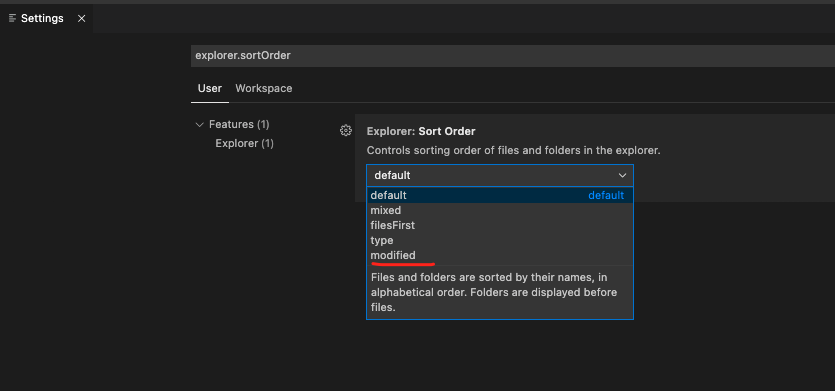 Settings
explorer.sortOrder
User Workspace
Features (1)
Explorer (1)
Explorer: Sort Order
Controls sorting order of files and folders in the explorer.
default
default default
mixed
filesFirst
type
modified
Files and folders are sorted by their names, in
alphabetical order. Folders are displayed before
files.